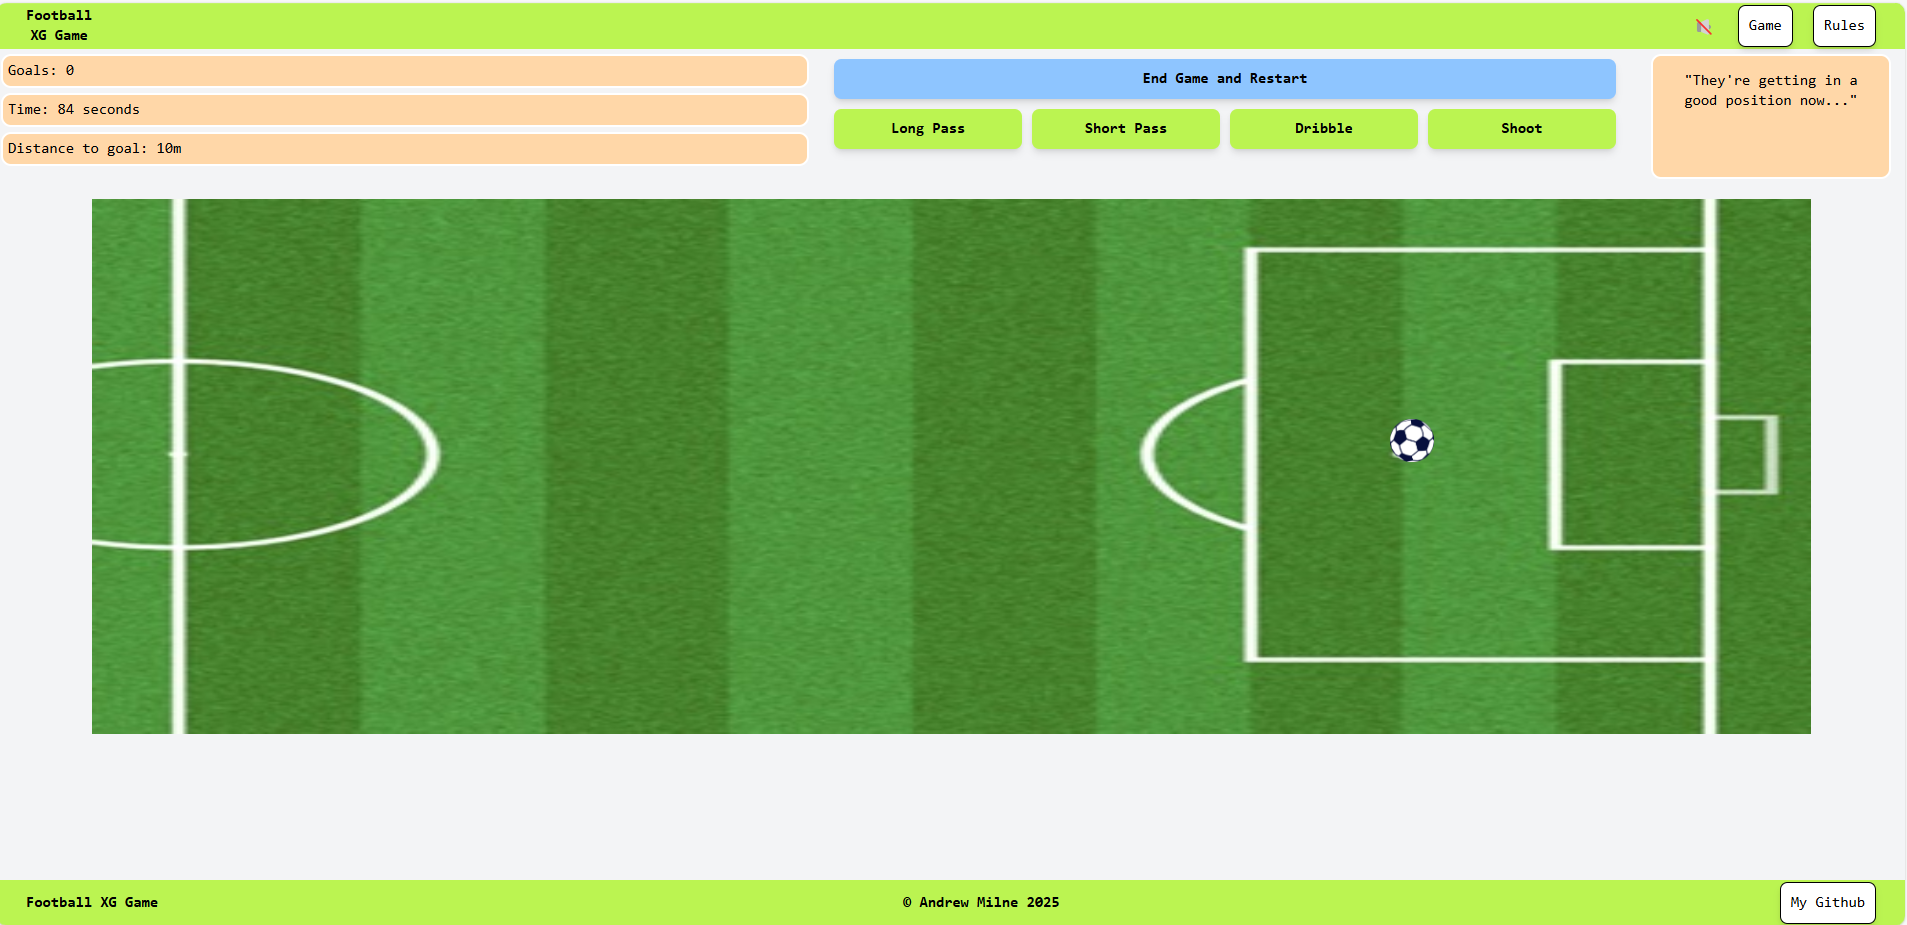 Football
XG Game
Game
Rules
Goals: 0
Time: 84 seconds
Distance to goal: 10m
End Game and Restart
Long Pass
Short Pass
Dribble
Shoot
"They're getting in a
good position now..."
Football XG Game
© Andrew Milne 2025
My Github